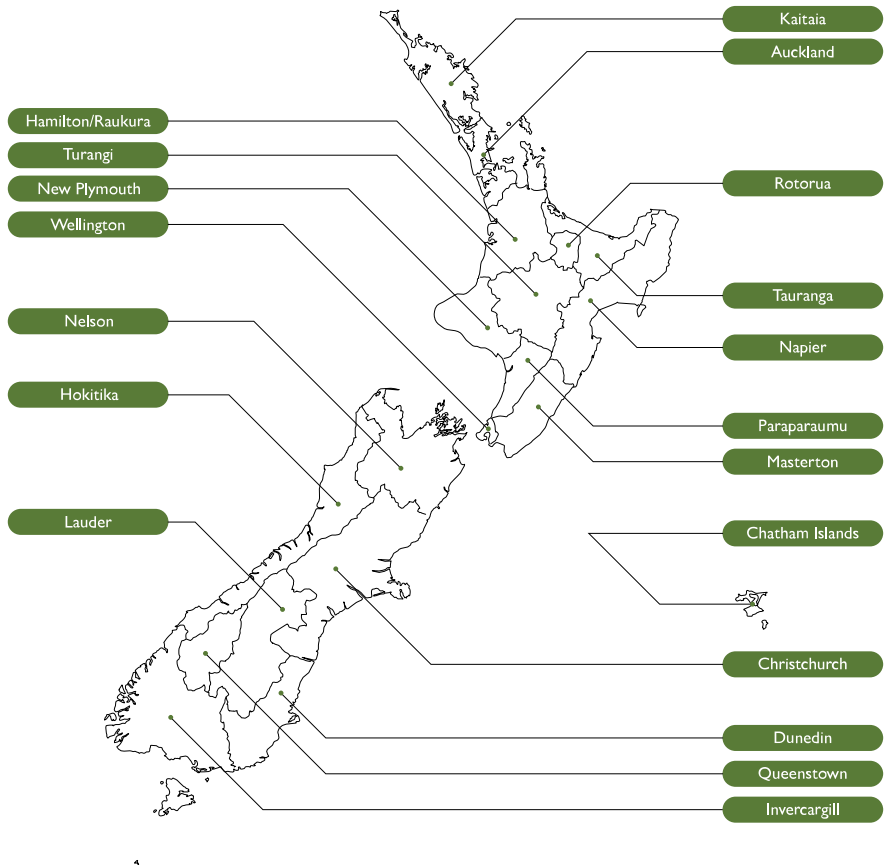 Kaitaia
Auckland
Hamilton/Raukura
Turangi
New Plymouth
Rotorua
Wellington
Tauranga
Nelson
Napier
Hokitika
Paraparaumu
Masterton
Lauder
Chatham Islands
Christchurch
Dunedin
Queenstown
Invercargill